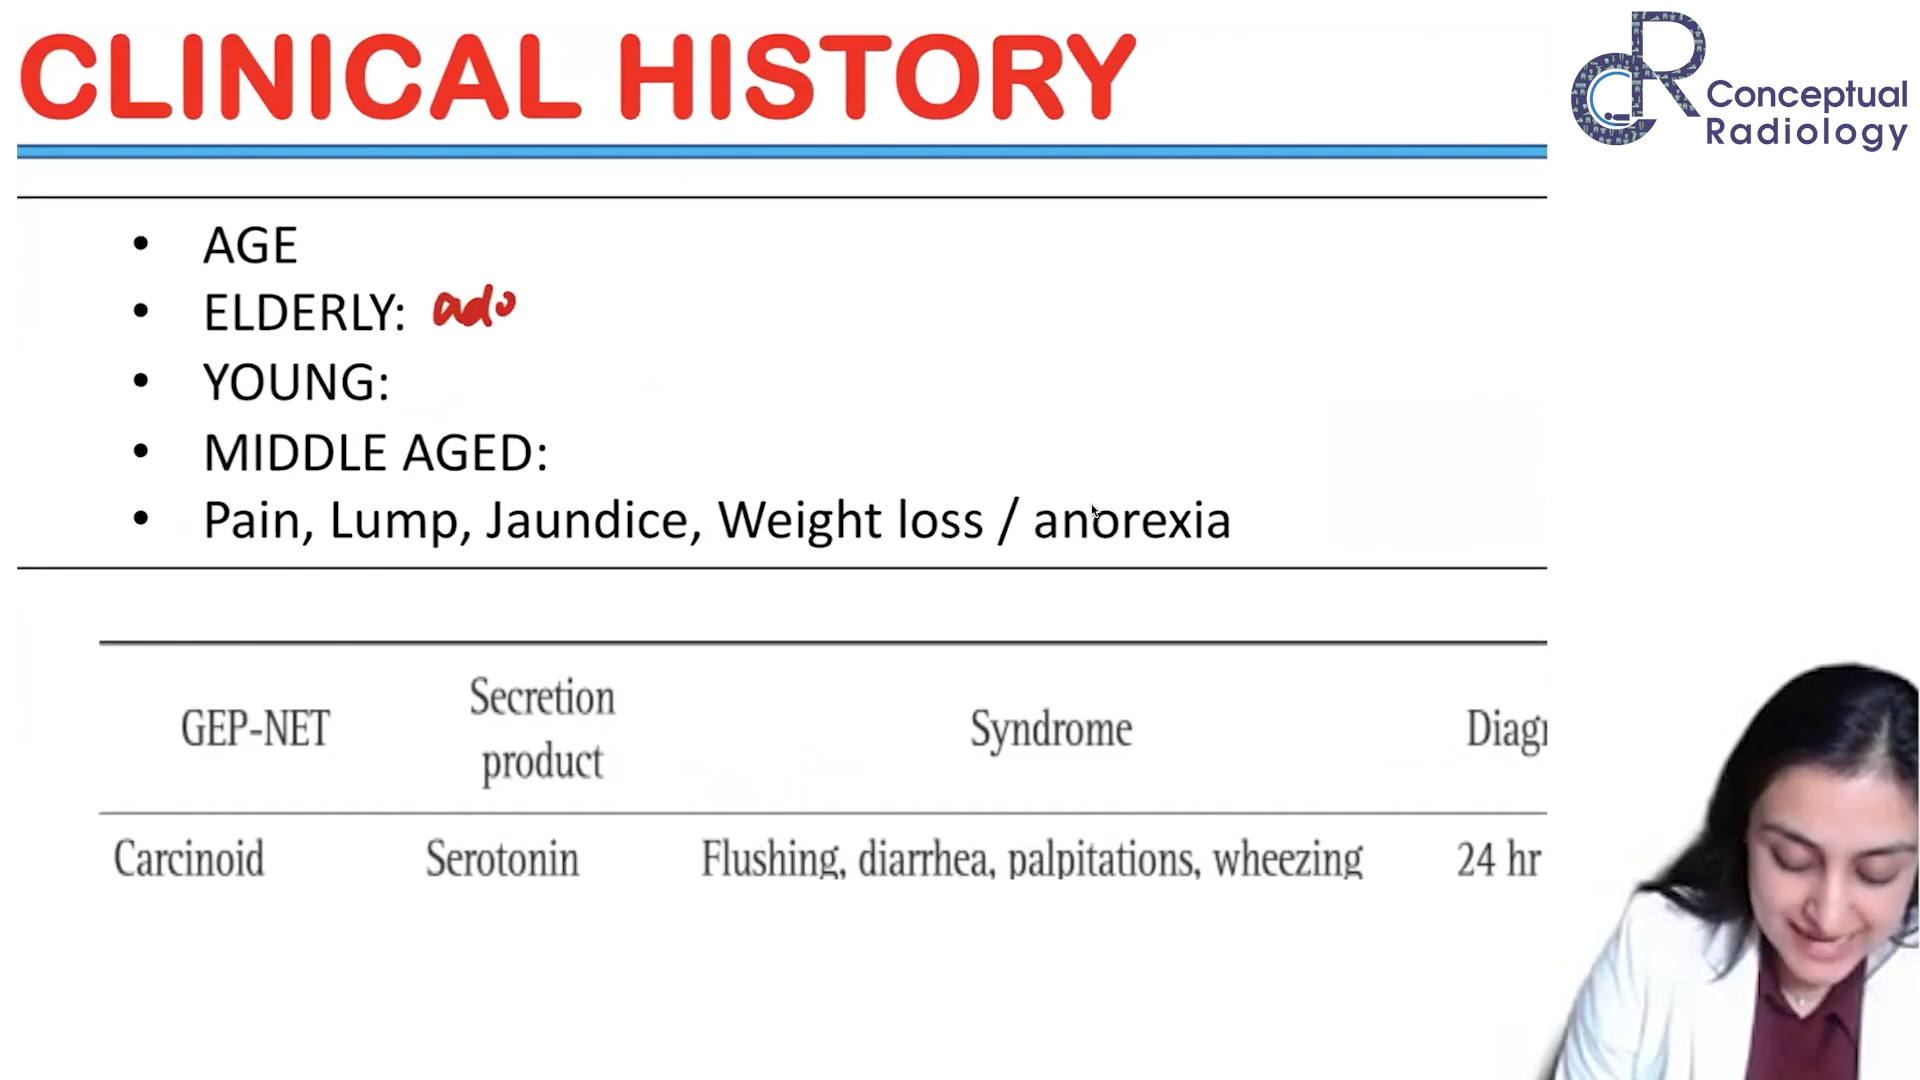 CLINICAL HISTORY
Conceptual
Radiology
• AGE
• ELDERLY: ado
• YOUNG:
• MIDDLE AGED:
• Pain, Lump, Jaundice, Weight loss / anorexia
GEP-NET Secretion product Syndrome Diagn
Carcinoid Serotonin Flushing, diarrhea, palpitations, wheezing 24 hr